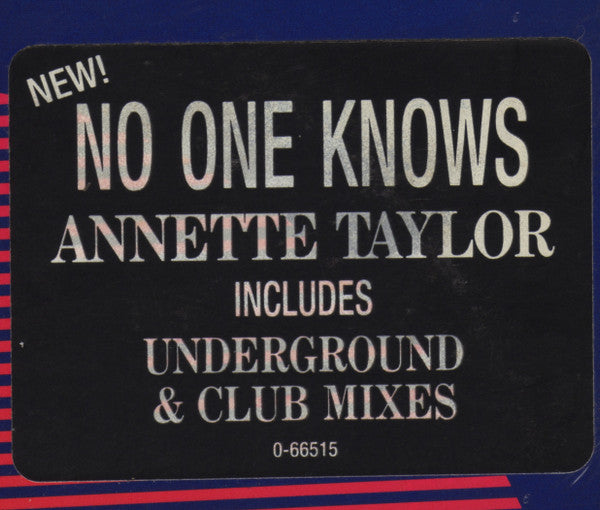 NEW!
NO ONE KNOWS
ANNETTE TAYLOR
INCLUDES
UNDERGROUND
& CLUB MIXES
0-66515